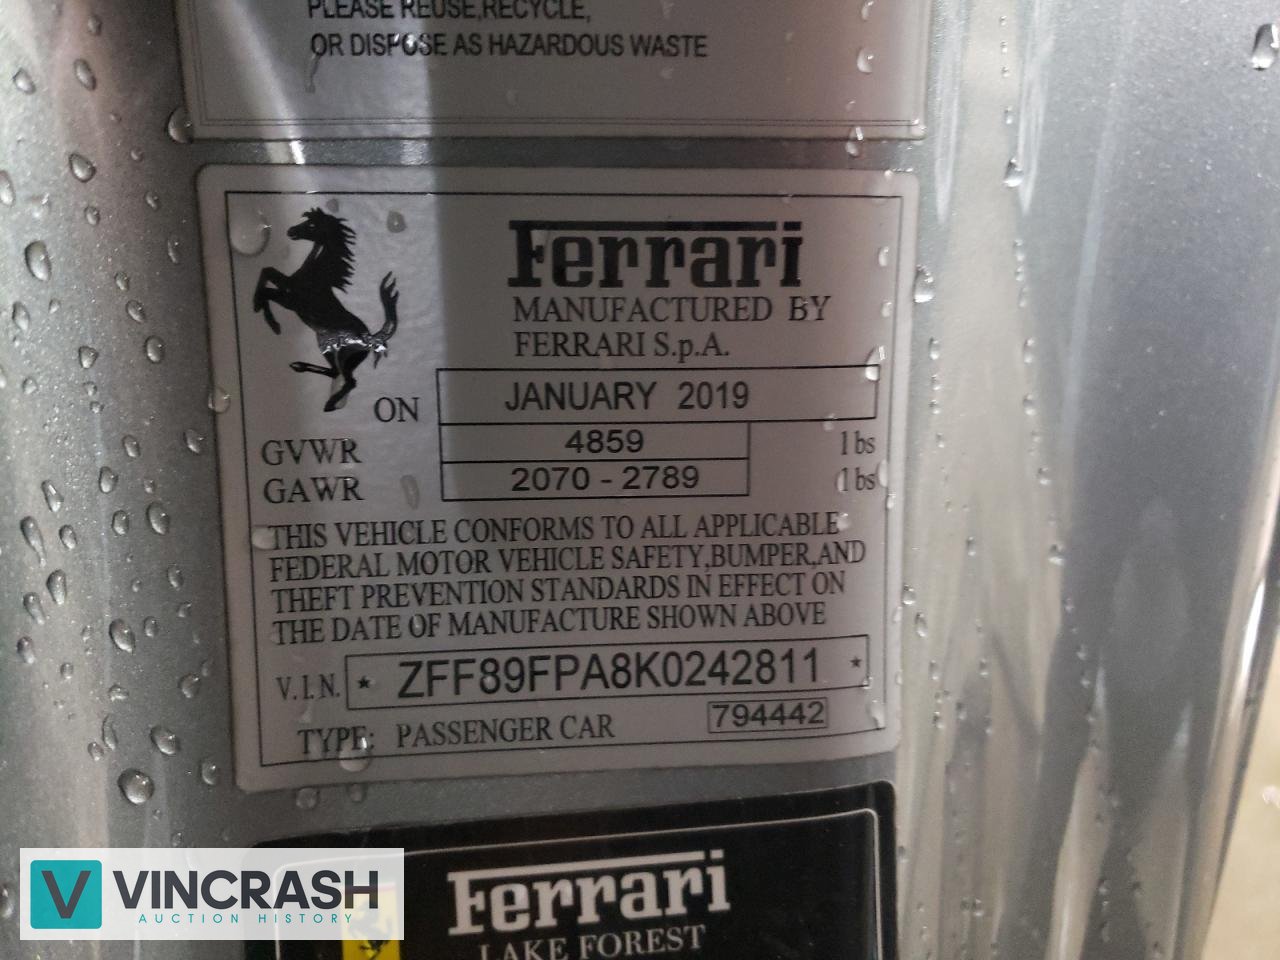 PLEASE REUSE,RECYCLE,
OR DISPOSE AS HAZARDOUS WASTE
Ferrari
MANUFACTURED BY
FERRARI S.p.A.
ON JANUARY 2019
GVWR 4859 lbs
GAWR 2070 - 2789 lbs
THIS VEHICLE CONFORMS TO ALL APPLICABLE
FEDERAL MOTOR VEHICLE SAFETY,BUMPER,AND
THEFT PREVENTION STANDARDS IN EFFECT ON
THE DATE OF MANUFACTURE SHOWN ABOVE
V.I.N. * ZFF89FPA8K0242811 *
TYPE: PASSENGER CAR 794442
Ferrari
LAKE FOREST
V VINCRASH
AUCTION HISTORY